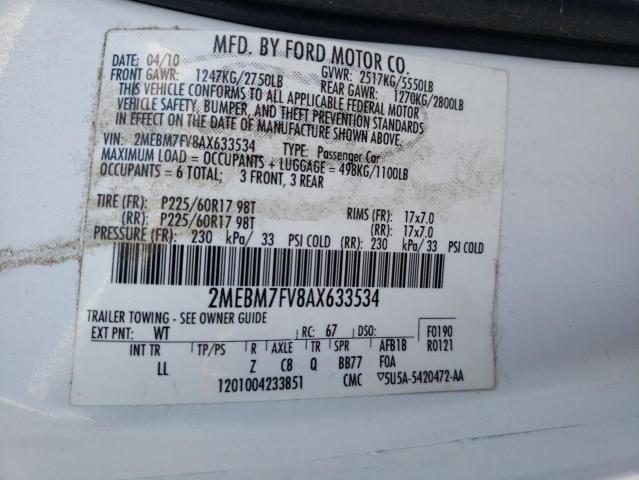 MFD. BY FORD MOTOR CO.
DATE: 04/10 GVWR: 2517KG/5550LB
FRONT GAWR: 1247KG/2750LB REAR GAWR: 1270KG/2800LB
THIS VEHICLE CONFORMS TO ALL APPLICABLE FEDERAL MOTOR
VEHICLE SAFETY, BUMPER, AND THEFT PREVENTION STANDARDS
IN EFFECT ON THE DATE OF MANUFACTURE SHOWN ABOVE.
VIN: 2MEBM7FV8AX633534 TYPE: Passenger Car
MAXIMUM LOAD = OCCUPANTS + LUGGAGE = 498KG/1100LB
OCCUPANTS = 6 TOTAL; 3 FRONT, 3 REAR
TIRE (FR): P225/60R17 98T RIMS (FR): 17x7.0
(RR): P225/60R17 98T (RR): 17x7.0
PRESSURE (FR): 230 kPa/ 33 PSI COLD (RR): 230 kPa/ 33 PSI COLD
2MEBM7FV8AX633534
TRAILER TOWING - SEE OWNER GUIDE
EXT PNT: WT RC: 67 DSO: F0190
INT TR TP/PS R AXLE TR SPR AFB1B R0121
LL Z C8 Q BB77 FOA
1201004233851 CMC ▽5U5A-5420472-AA